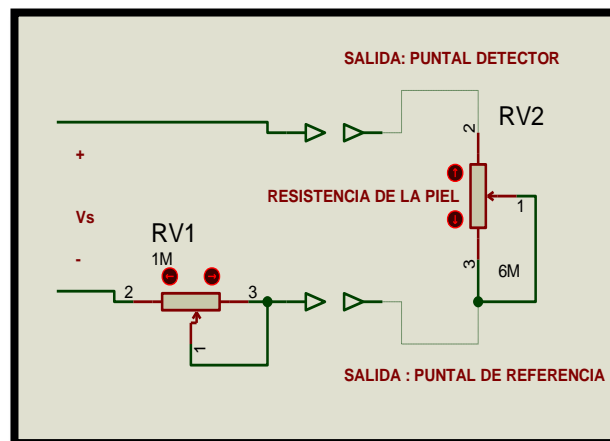 SALIDA: PUNTAL DETECTOR
RV2
2
+
RESISTENCIA DE LA PIEL
1
Vs
RV1
-
1M
3
6M
2
3
1
SALIDA : PUNTAL DE REFERENCIA